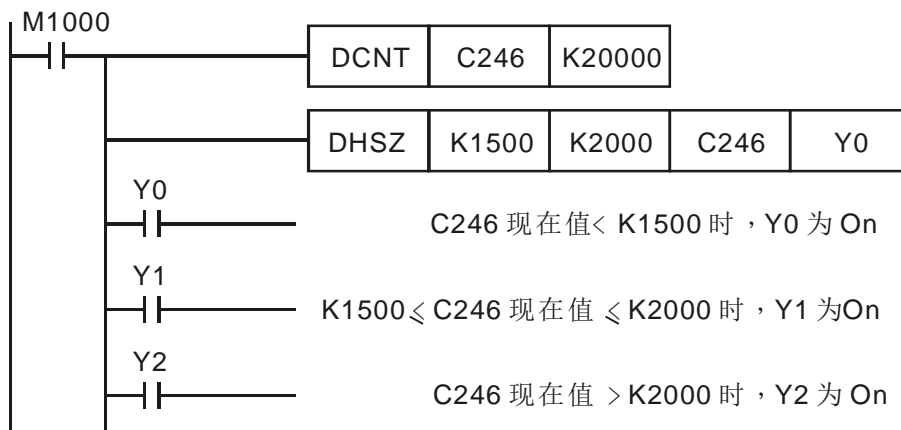 M1000
DCNT C246 K20000
DHSZ K1500 K2000 C246 Y0
Y0
C246 现在值< K1500 时，Y0 为 On
Y1
K1500≤ C246 现在值 ≤ K2000 时，Y1 为On
Y2
C246 现在值 > K2000 时，Y2 为 On